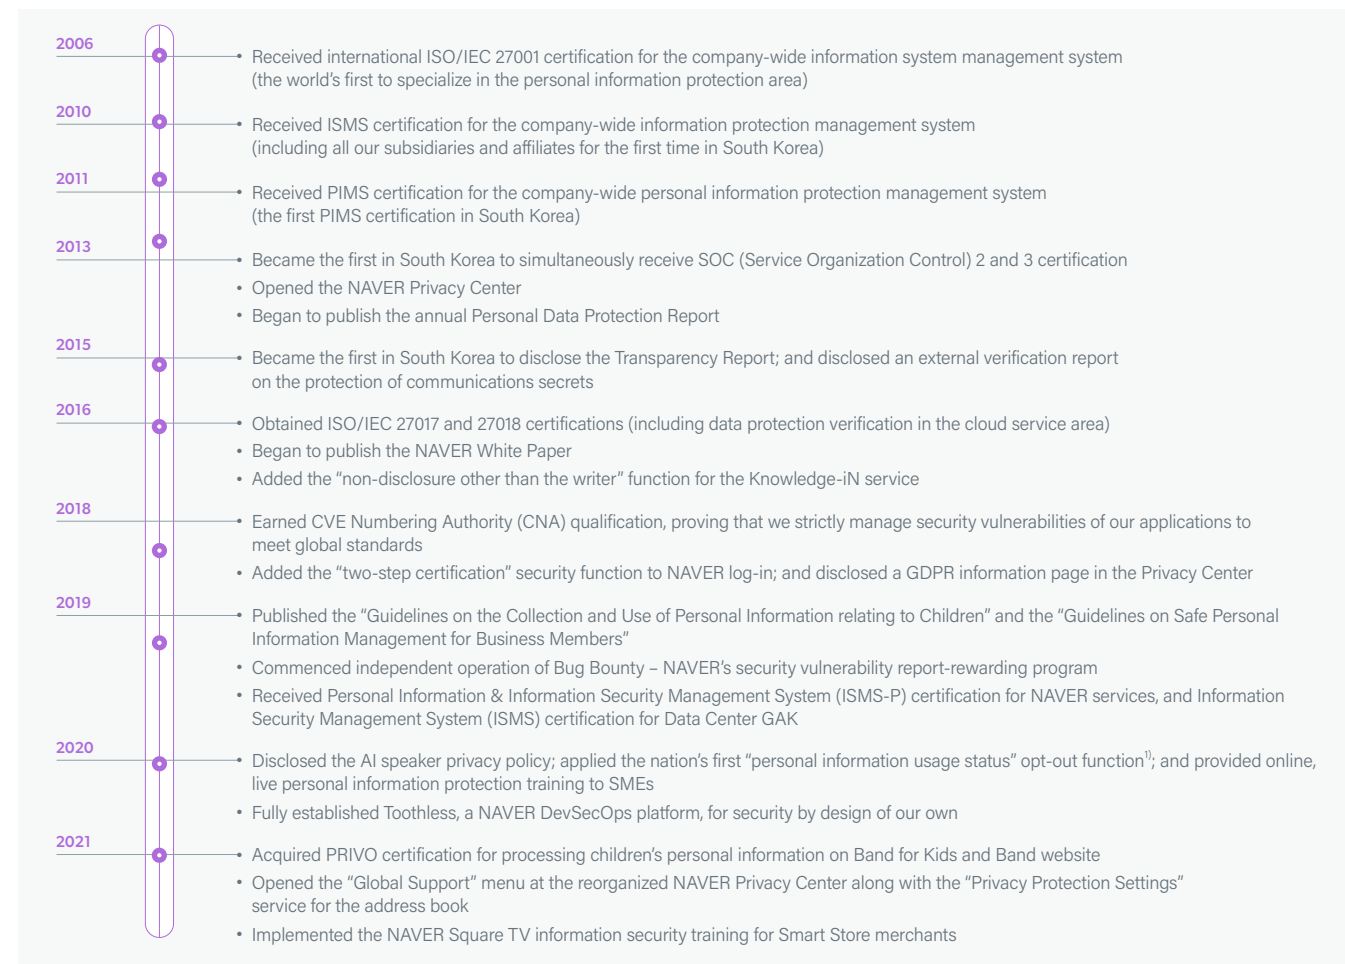 2006
• Received international ISO/IEC 27001 certification for the company-wide information system management system
(the world's first to specialize in the personal information protection area)
2010
• Received ISMS certification for the company-wide information protection management system
(including all our subsidiaries and affiliates for the first time in South Korea)
2011
• Received PIMS certification for the company-wide personal information protection management system
(the first PIMS certification in South Korea)
2013
• Became the first in South Korea to simultaneously receive SOC (Service Organization Control) 2 and 3 certification
• Opened the NAVER Privacy Center
• Began to publish the annual Personal Data Protection Report
2015
• Became the first in South Korea to disclose the Transparency Report; and disclosed an external verification report
on the protection of communications secrets
2016
• Obtained ISO/IEC 27017 and 27018 certifications (including data protection verification in the cloud service area)
• Began to publish the NAVER White Paper
• Added the “non-disclosure other than the writer” function for the Knowledge-iN service
2018
• Earned CVE Numbering Authority (CNA) qualification, proving that we strictly manage security vulnerabilities of our applications to
meet global standards
• Added the “two-step certification” security function to NAVER log-in; and disclosed a GDPR information page in the Privacy Center
2019
• Published the “Guidelines on the Collection and Use of Personal Information relating to Children” and the “Guidelines on Safe Personal
Information Management for Business Members”
• Commenced independent operation of Bug Bounty – NAVER's security vulnerability report-rewarding program
• Received Personal Information & Information Security Management System (ISMS-P) certification for NAVER services, and Information
Security Management System (ISMS) certification for Data Center GAK
2020
• Disclosed the AI speaker privacy policy; applied the nation's first “personal information usage status” opt-out function¹⁾; and provided online,
live personal information protection training to SMEs
• Fully established Toothless, a NAVER DevSecOps platform, for security by design of our own
2021
• Acquired PRIVO certification for processing children's personal information on Band for Kids and Band website
• Opened the “Global Support” menu at the reorganized NAVER Privacy Center along with the “Privacy Protection Settings”
service for the address book
• Implemented the NAVER Square TV information security training for Smart Store merchants